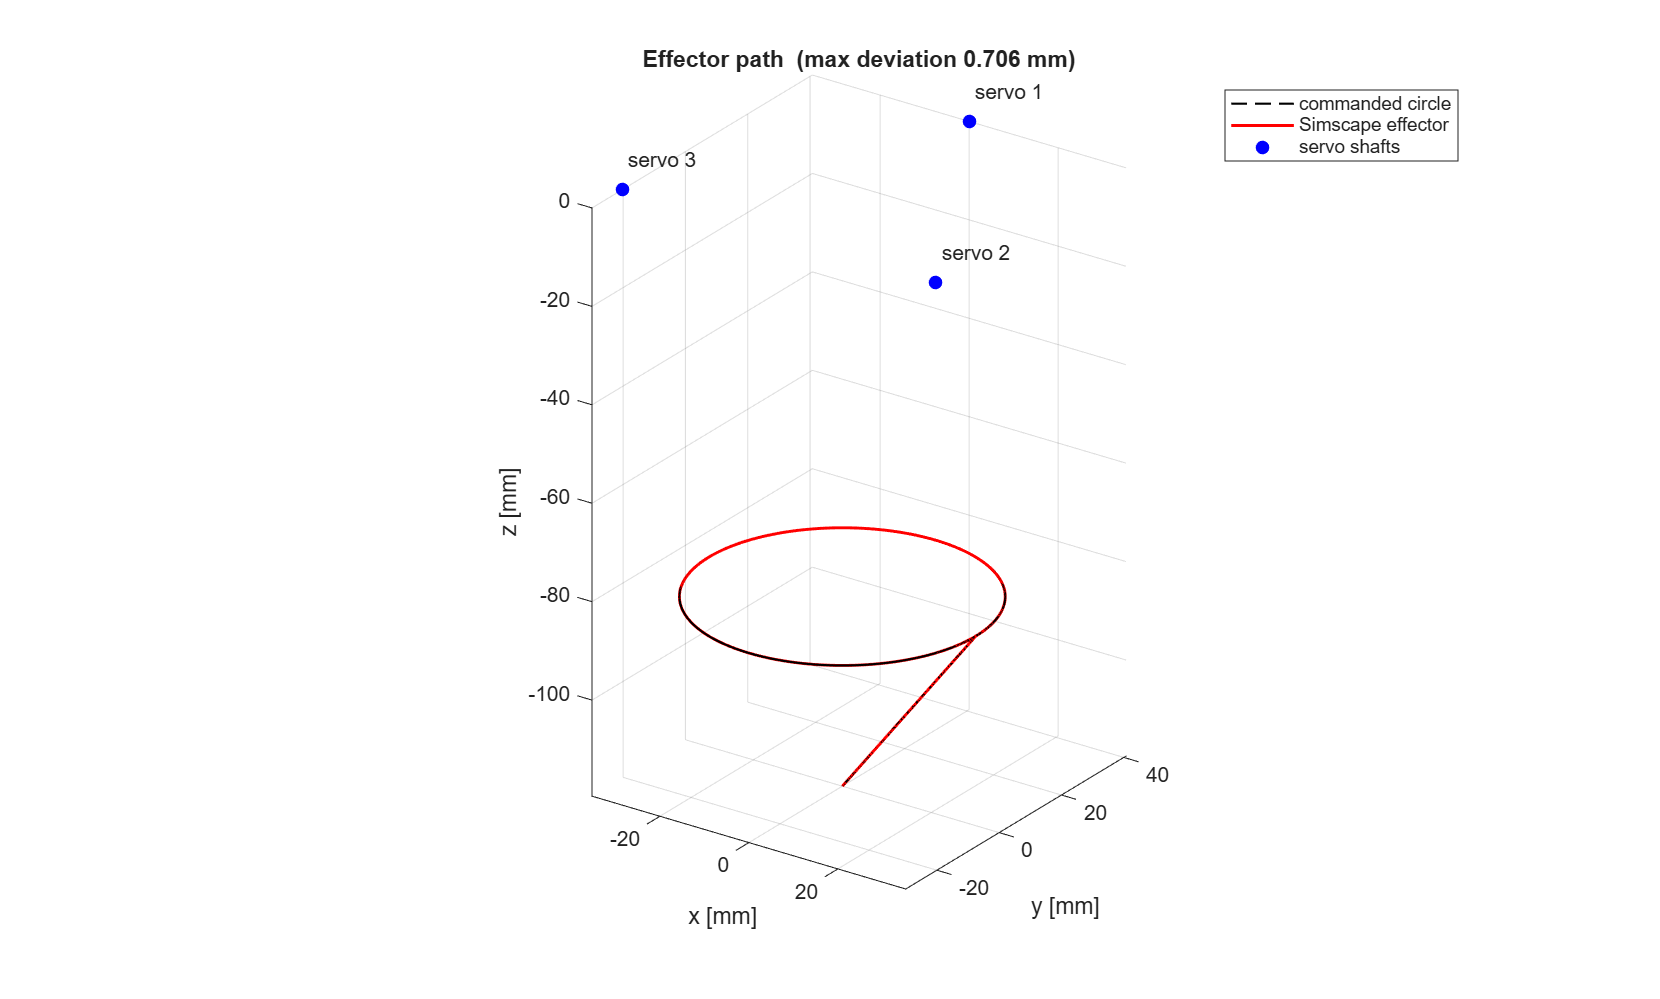 Effector path  (max deviation 0.706 mm)
servo 1
commanded circle
Simscape effector
servo shafts
servo 3
servo 2
0
-20
-40
-60
-80
-100
z [mm]
-20
0
20
x [mm]
-20
0
20
40
y [mm]